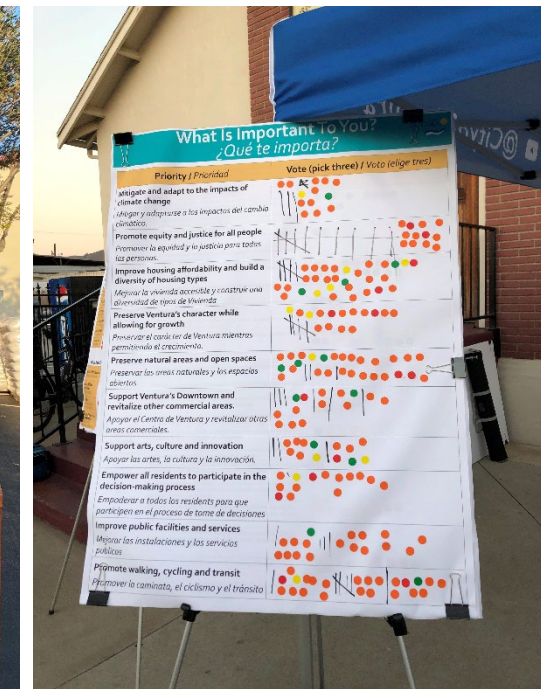 What Is Important To You?
¿Qué te importa?
Priority / Prioridad
Vote (pick three) / Voto (elige tres)
Mitigate and adapt to the impacts of
climate change
Mitigar y adaptarse a los impactos del cambio
climático.
Promote equity and justice for all people
Promover la equidad y la justicia para todas
las personas.
Improve housing affordability and build a
diversity of housing types
Mejorar la vivienda accesible y construir una
diversidad de tipos de Vivienda
Preserve Ventura's character while
allowing for growth
Preservar el carácter de Ventura mientras
permitiendo el crecimiento.
Preserve natural areas and open spaces
Preservar las areas naturales y los espacios
abiertos.
Support Ventura's Downtown and
revitalize other commercial areas.
Apoyar el Centro de Ventura y revitalizar otras
areas comerciales.
Support arts, culture and innovation
Apoyar las artes, la cultura y la innovación.
Empower all residents to participate in the
decision-making process
Empoderar a todos los residents para que
participen en el proceso de tome de decisiones
Improve public facilities and services
Mejorar las instalaciones y los servicios
publicos
Promote walking, cycling and transit
Promover la caminata, el ciclismo y el tránsito